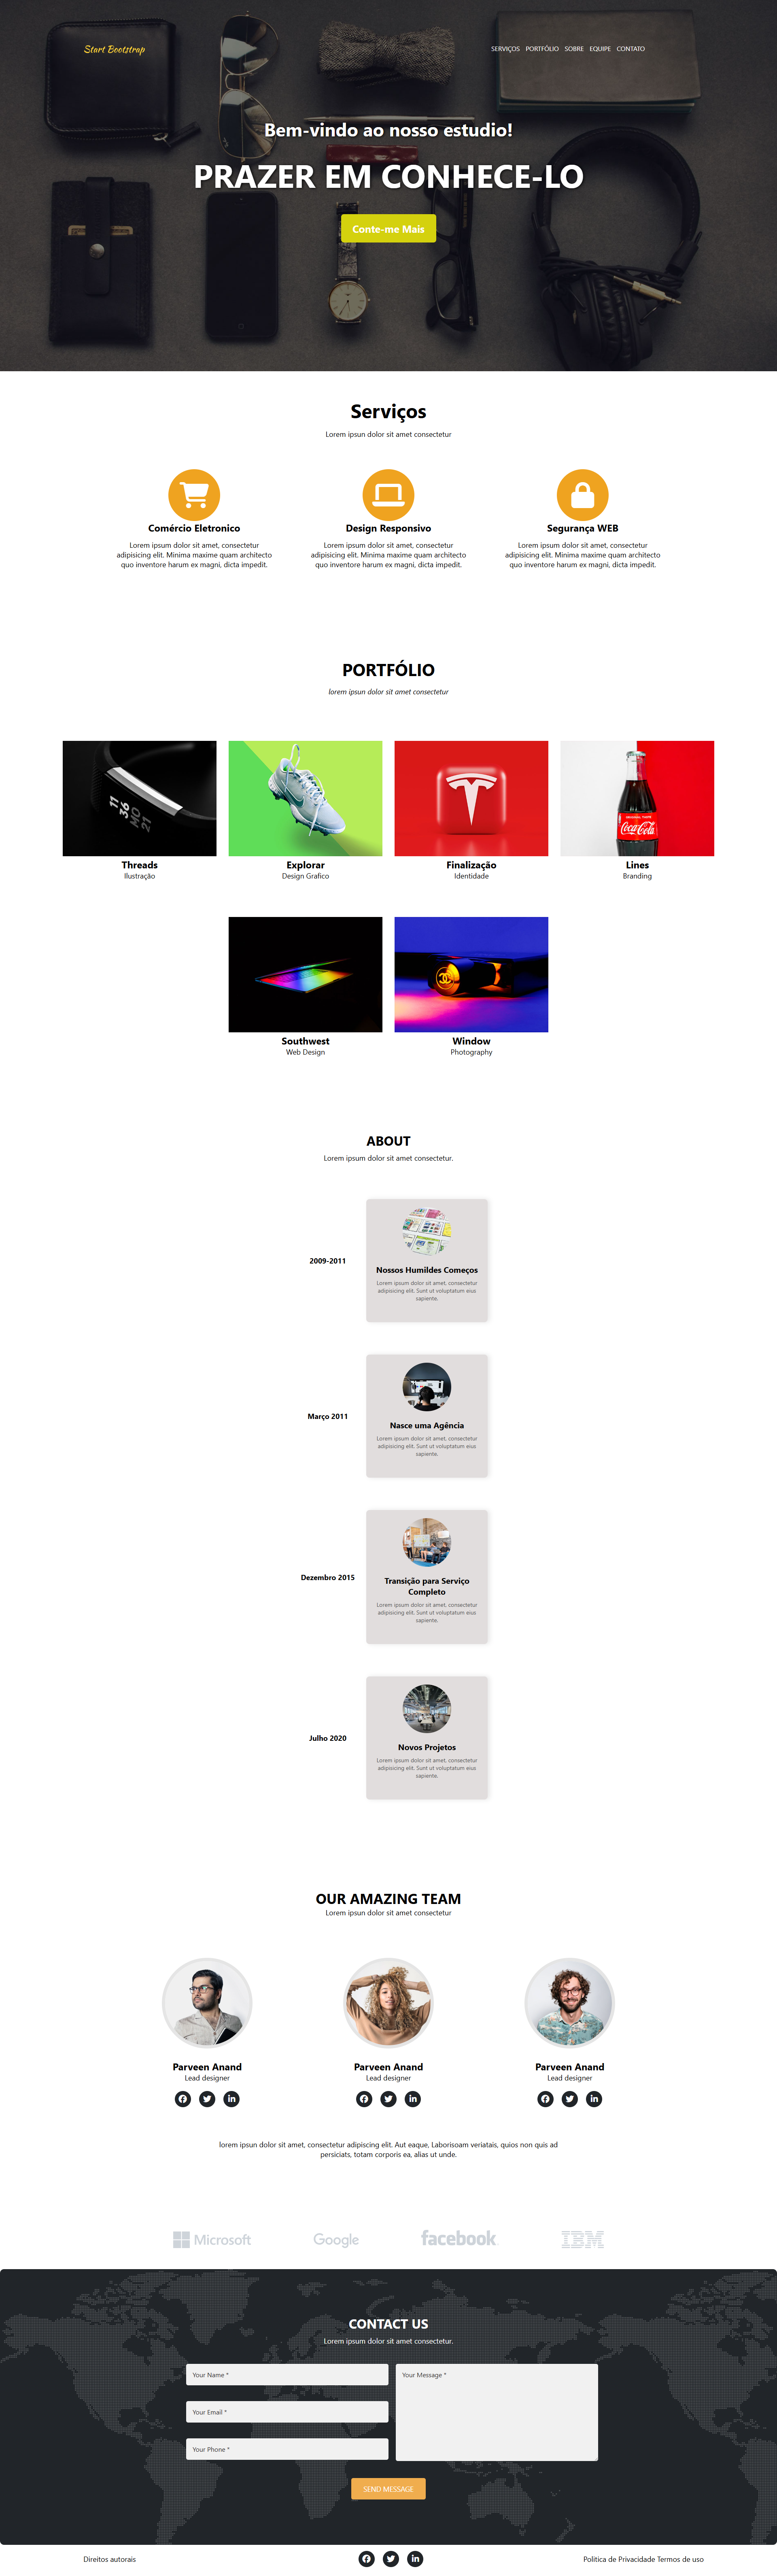 Start Bootstrap
SERVIÇOS PORTFÓLIO SOBRE EQUIPE CONTATO
Bem-vindo ao nosso estudio!
PRAZER EM CONHECE-LO
Conte-me Mais
Serviços
Lorem ipsun dolor sit amet consectetur
Comércio Eletronico
Lorem ipsum dolor sit amet, consectetur
adipisicing elit. Minima maxime quam architecto
quo inventore harum ex magni, dicta impedit.
Design Responsivo
Lorem ipsum dolor sit amet, consectetur
adipisicing elit. Minima maxime quam architecto
quo inventore harum ex magni, dicta impedit.
Segurança WEB
Lorem ipsum dolor sit amet, consectetur
adipisicing elit. Minima maxime quam architecto
quo inventore harum ex magni, dicta impedit.
PORTFÓLIO
lorem ipsun dolor sit amet consectetur
11
36
MO
21
Coca-Cola
Threads
Ilustração
Explorar
Design Grafico
Finalização
Identidade
Lines
Branding
Southwest
Web Design
Window
Photography
ABOUT
Lorem ipsum dolor sit amet consectetur.
2009-2011
Nossos Humildes Começos
Lorem ipsum dolor sit amet, consectetur
adipisicing elit. Sunt ut voluptatum eius
sapiente.
Março 2011
Nasce uma Agência
Lorem ipsum dolor sit amet, consectetur
adipisicing elit. Sunt ut voluptatum eius
sapiente.
Dezembro 2015
Transição para Serviço
Completo
Lorem ipsum dolor sit amet, consectetur
adipisicing elit. Sunt ut voluptatum eius
sapiente.
Julho 2020
Novos Projetos
Lorem ipsum dolor sit amet, consectetur
adipisicing elit. Sunt ut voluptatum eius
sapiente.
OUR AMAZING TEAM
Lorem ipsun dolor sit amet consectetur
Parveen Anand
Lead designer
Parveen Anand
Lead designer
Parveen Anand
Lead designer
lorem ipsun dolor sit amet, consectetur adipiscing elit. Aut eaque, Laborisoam veriatais, quios non quis ad
persiciats, totam corporis ea, alias ut unde.
Microsoft
Google
facebook
IBM
CONTACT US
Lorem ipsum dolor sit amet consectetur.
Your Name *
Your Email *
Your Phone *
Your Message *
SEND MESSAGE
Direitos autorais
Politica de Privacidade Termos de uso